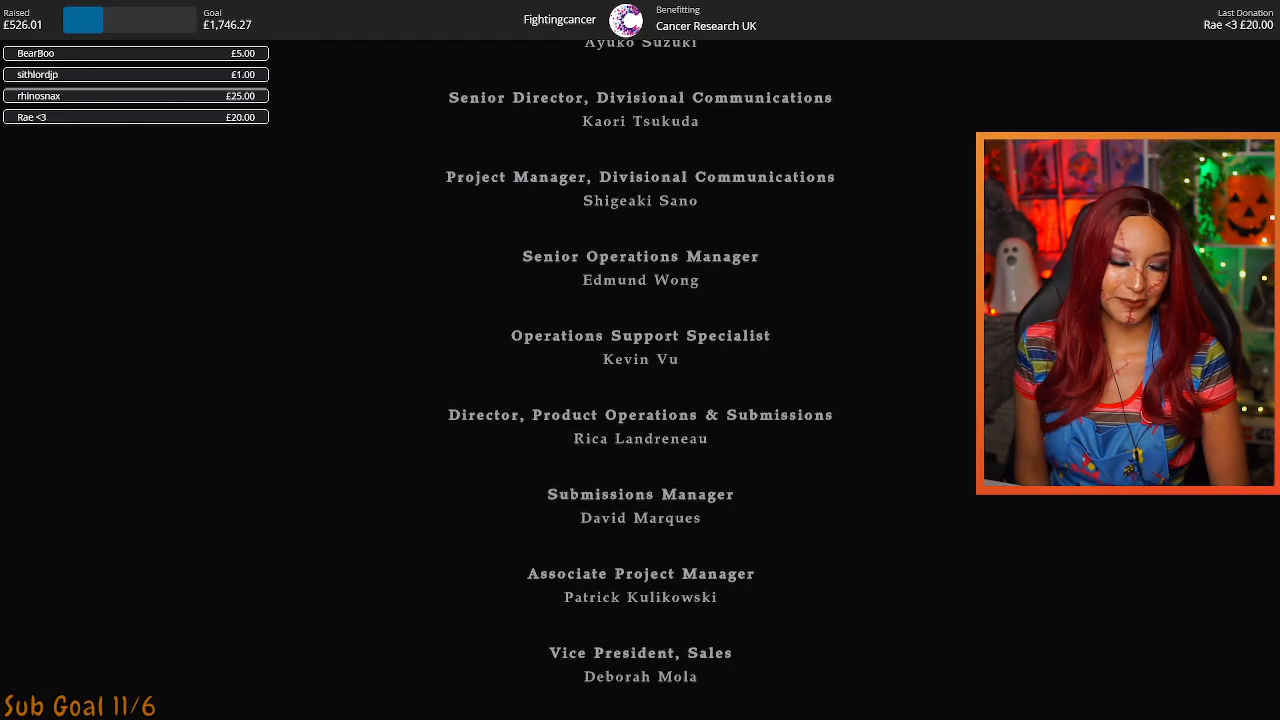 Raised
£526.01
Goal
£1,746.27
Fightingcancer
Benefitting
Cancer Research UK
Last Donation
Rae <3 £20.00
BearBoo £5.00
sithlordjp £1.00
rhinosnax £25.00
Rae <3 £20.00
Ayuko Suzuki
Senior Director, Divisional Communications
Kaori Tsukuda
Project Manager, Divisional Communications
Shigeaki Sano
Senior Operations Manager
Edmund Wong
Operations Support Specialist
Kevin Vu
Director, Product Operations & Submissions
Rica Landreneau
Submissions Manager
David Marques
Associate Project Manager
Patrick Kulikowski
Vice President, Sales
Deborah Mola
Sub Goal 11/6